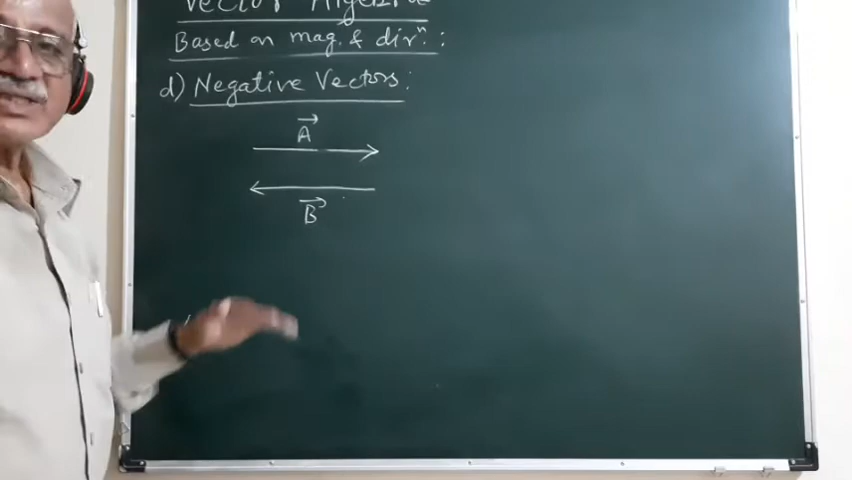 Vector Algebra
Based on mag. & dirⁿ. :
d) Negative Vectors:
A
B